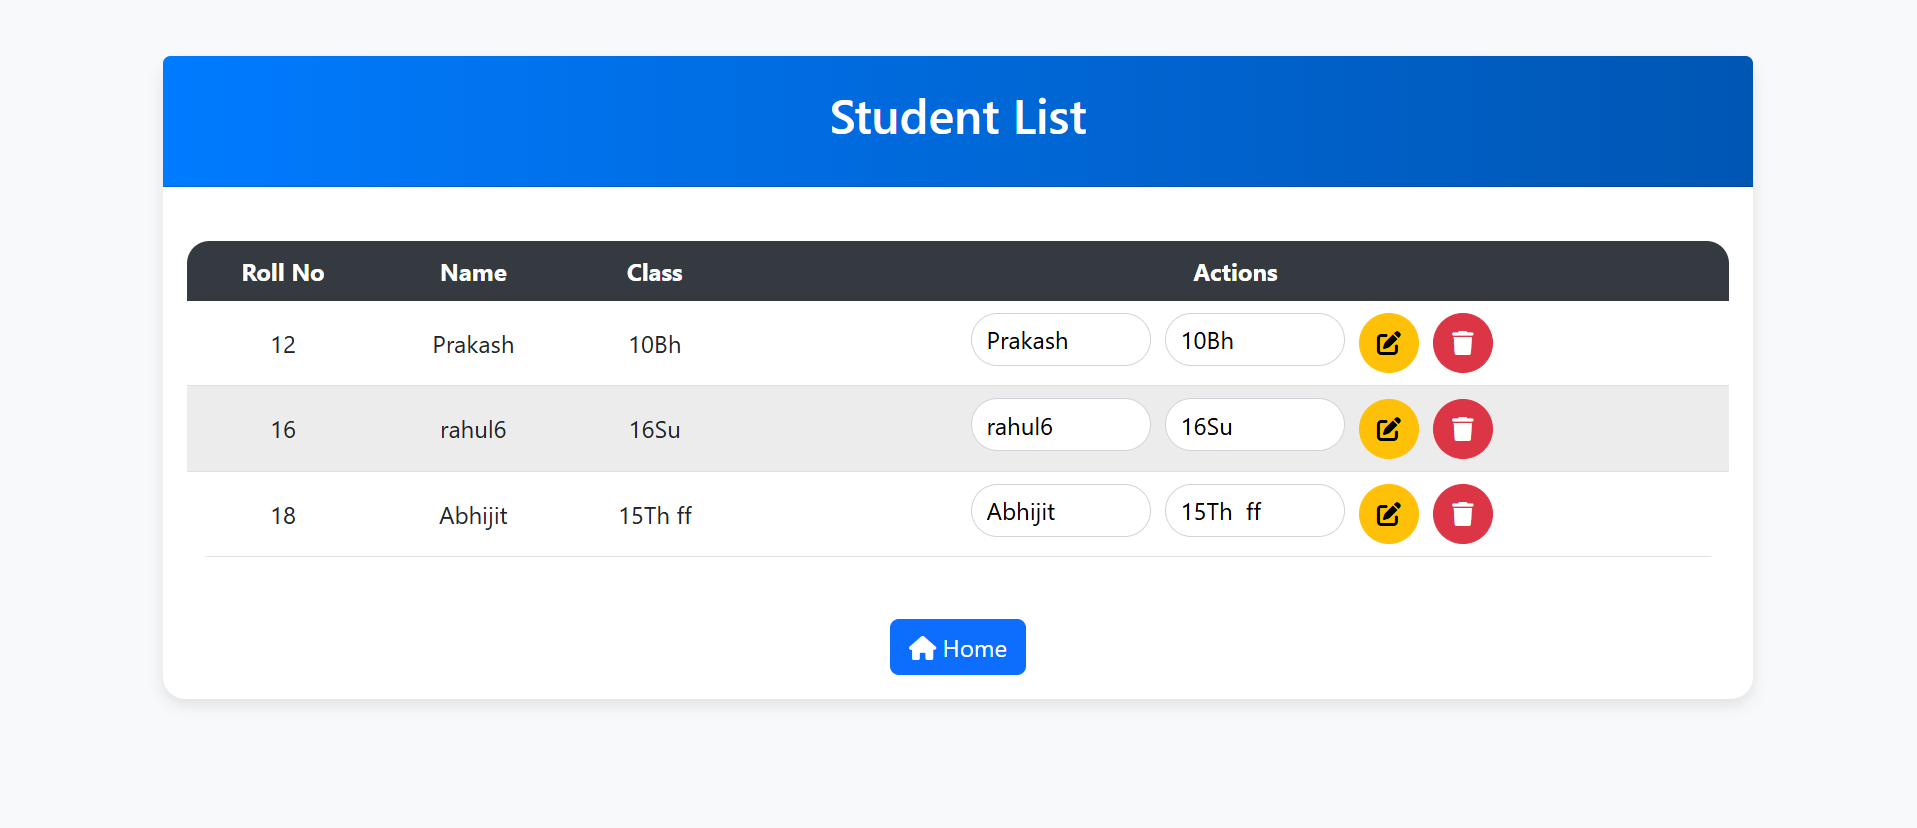 Student List
Roll No Name Class Actions
12 Prakash 10Bh Prakash 10Bh
16 rahul6 16Su rahul6 16Su
18 Abhijit 15Th ff Abhijit 15Th  ff
Home